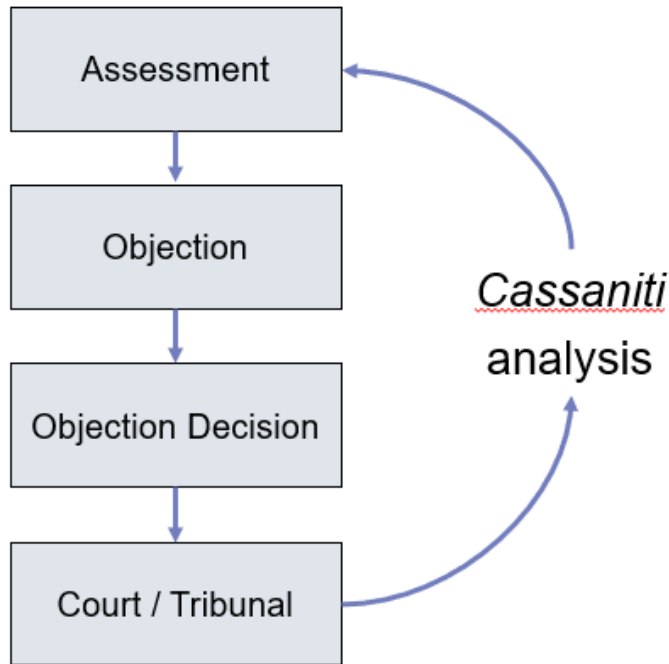 Assessment
Objection
Objection Decision
Court / Tribunal
Cassaniti
analysis